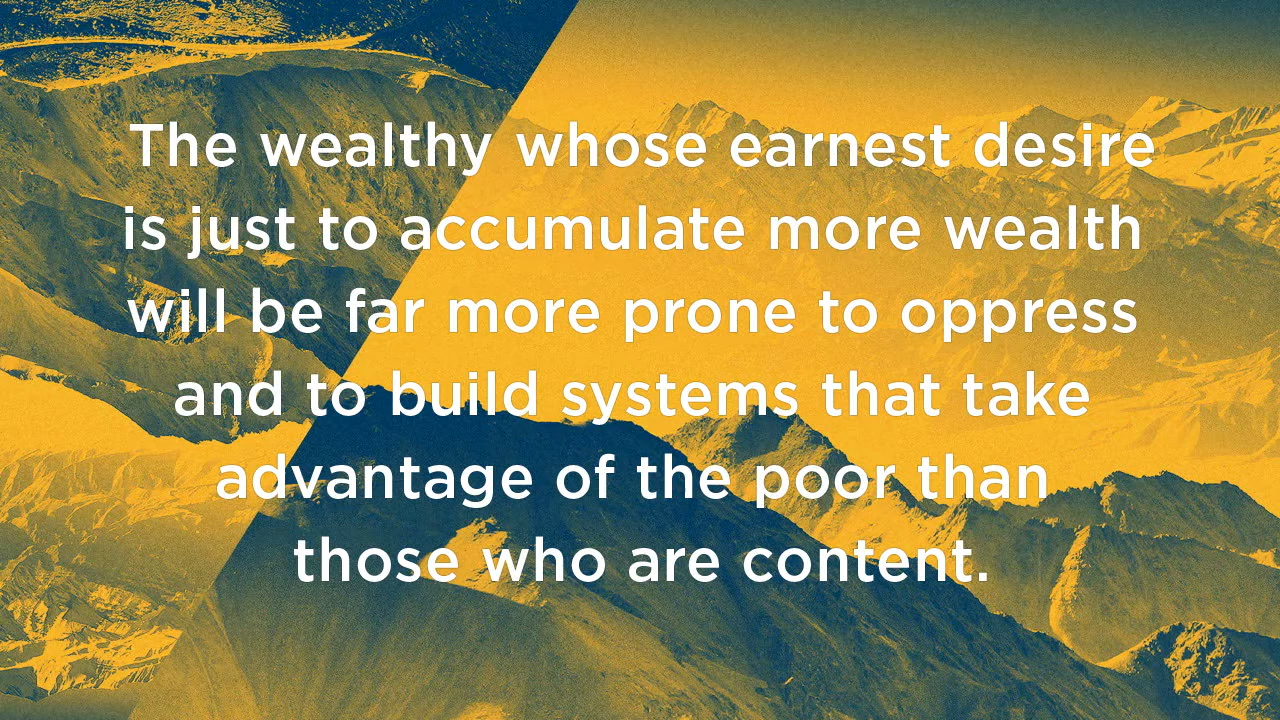 The wealthy whose earnest desire
is just to accumulate more wealth
will be far more prone to oppress
and to build systems that take
advantage of the poor than
those who are content.